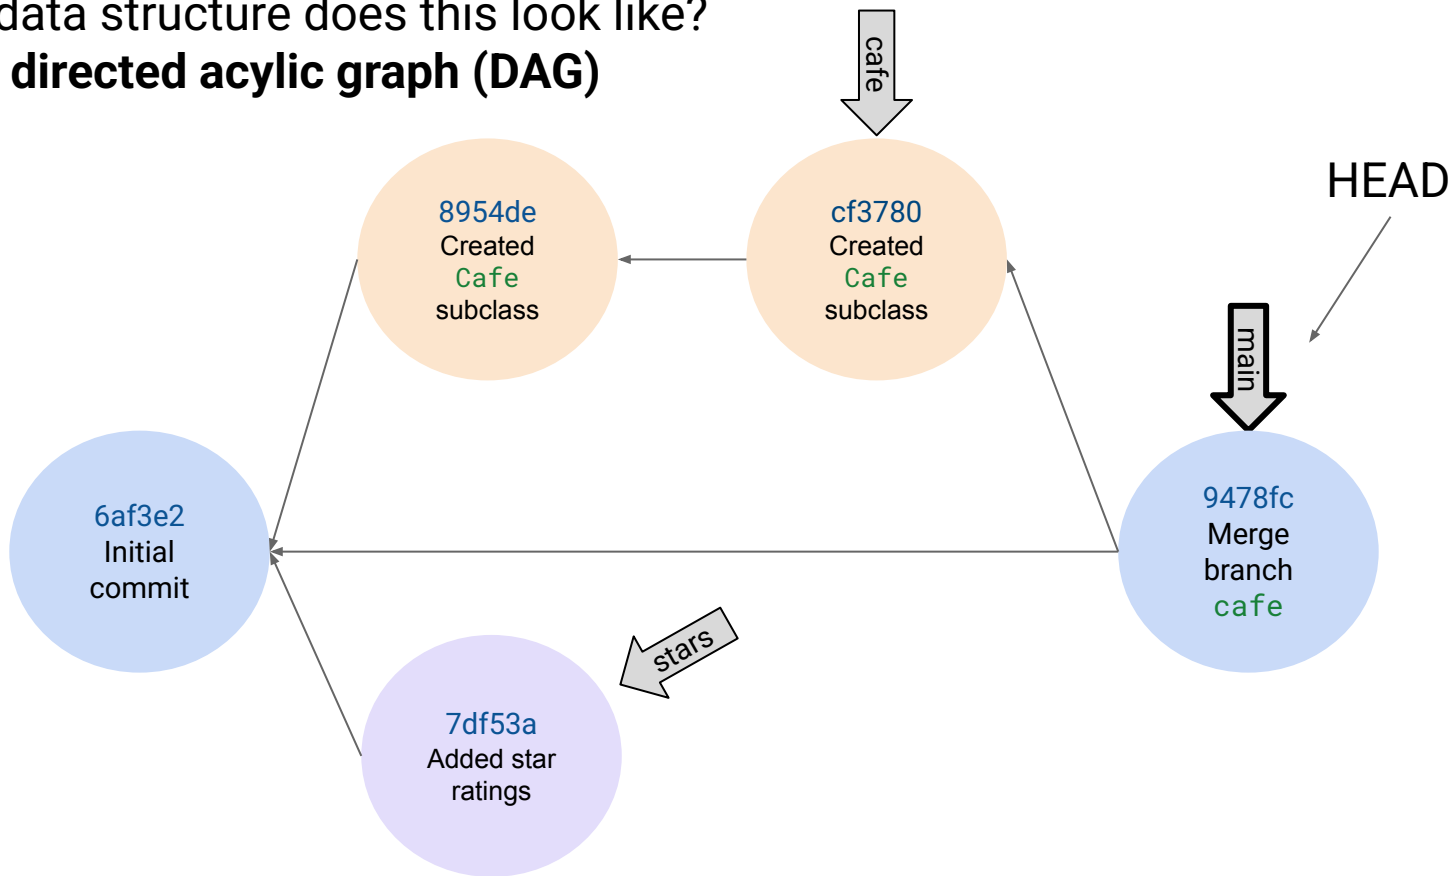 data structure does this look like?
directed acylic graph (DAG)
cafe
HEAD
8954de
Created
Cafe
subclass
cf3780
Created
Cafe
subclass
main
6af3e2
Initial
commit
9478fc
Merge
branch
cafe
stars
7df53a
Added star
ratings